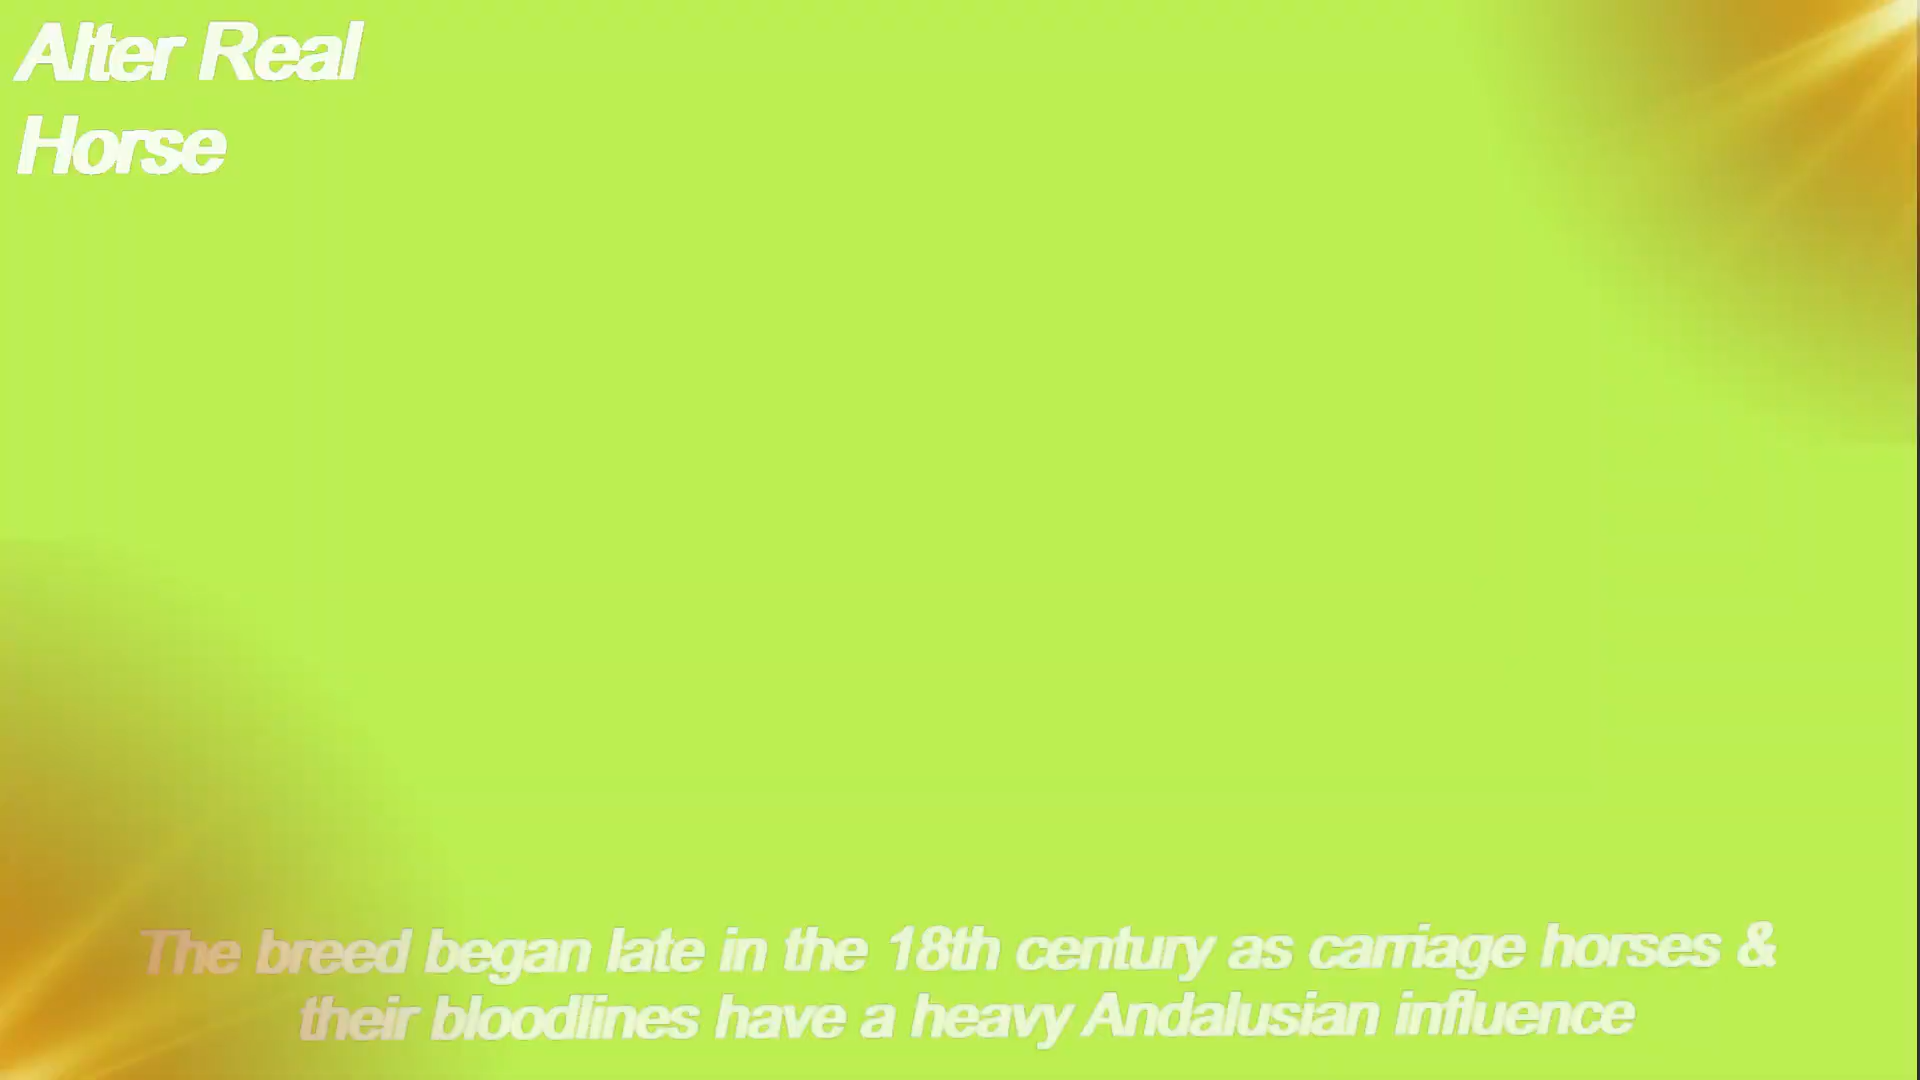 Alter Real
Horse
The breed began late in the 18th century as carriage horses &
their bloodlines have a heavy Andalusian influence